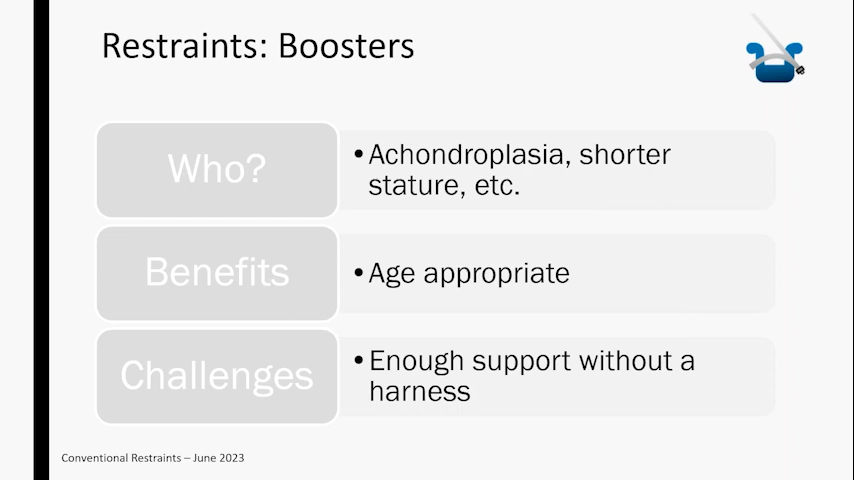 Restraints: Boosters
Who?
•Achondroplasia, shorter
stature, etc.
Benefits
•Age appropriate
Challenges
•Enough support without a
harness
Conventional Restraints – June 2023